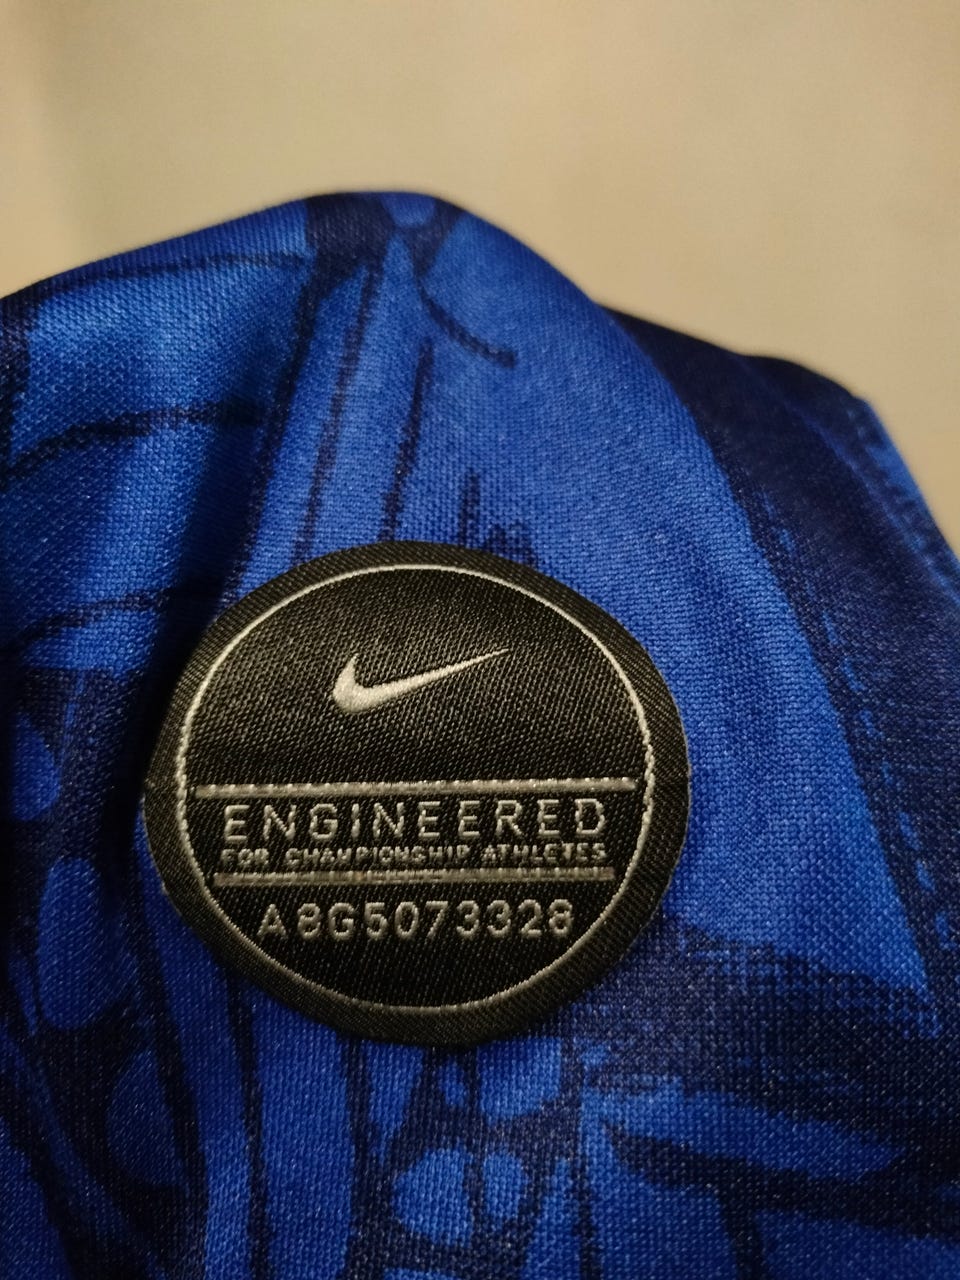 ENGINEERED
FOR CHAMPIONSHIP ATHLETES
A8G5073328